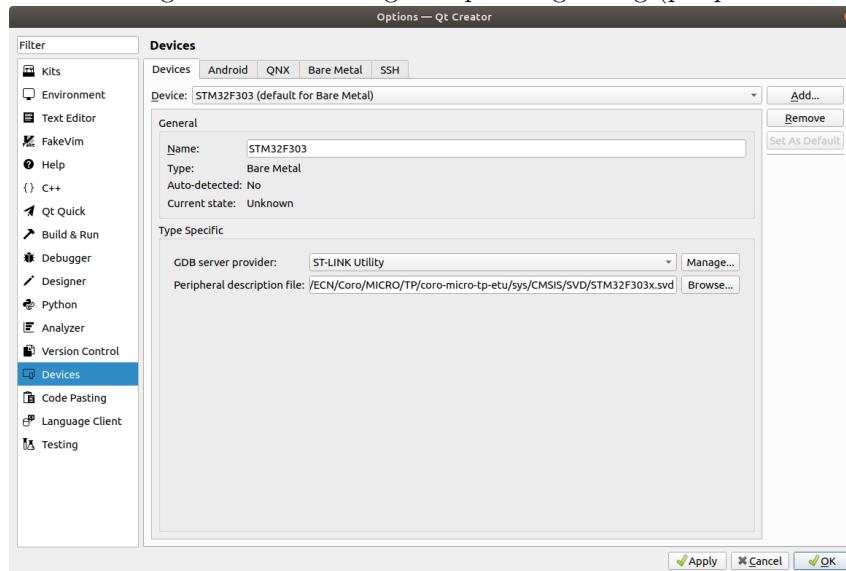 Options — Qt Creator
Filter
Kits
Environment
Text Editor
FakeVim
Help
{} C++
Qt Quick
Build & Run
Debugger
Designer
Python
Analyzer
Version Control
Devices
Code Pasting
Language Client
Testing
Devices
Devices Android QNX Bare Metal SSH
Device: STM32F303 (default for Bare Metal) Add...
Remove
Set As Default
General
Name: STM32F303
Type: Bare Metal
Auto-detected: No
Current state: Unknown
Type Specific
GDB server provider: ST-LINK Utility Manage...
Peripheral description file: /ECN/Coro/MICRO/TP/coro-micro-tp-etu/sys/CMSIS/SVD/STM32F303x.svd Browse...
Apply Cancel OK